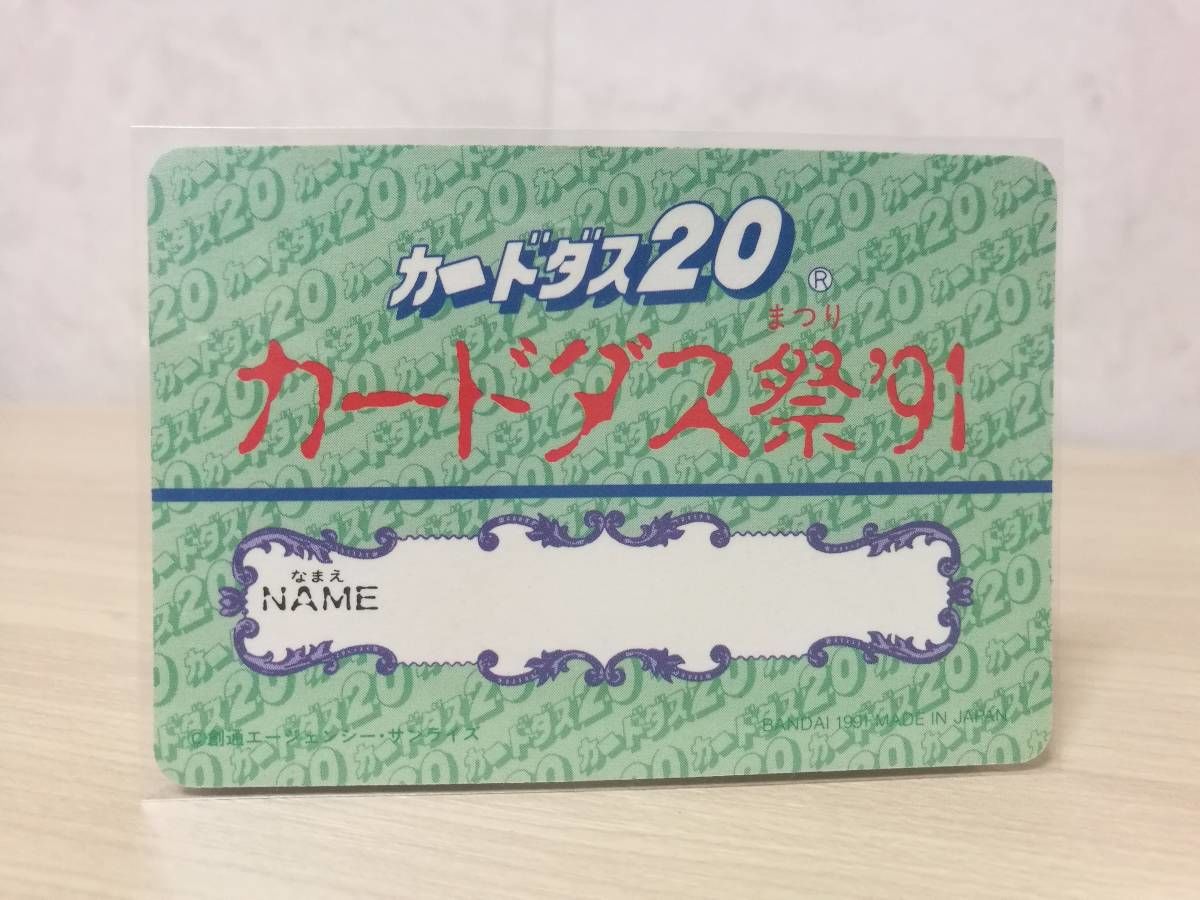 カードダス20®
まつり
カードダス祭'91
なまえ
NAME
BANDAI 1991 MADE IN JAPAN
©創通エージェンシー・サンライズ